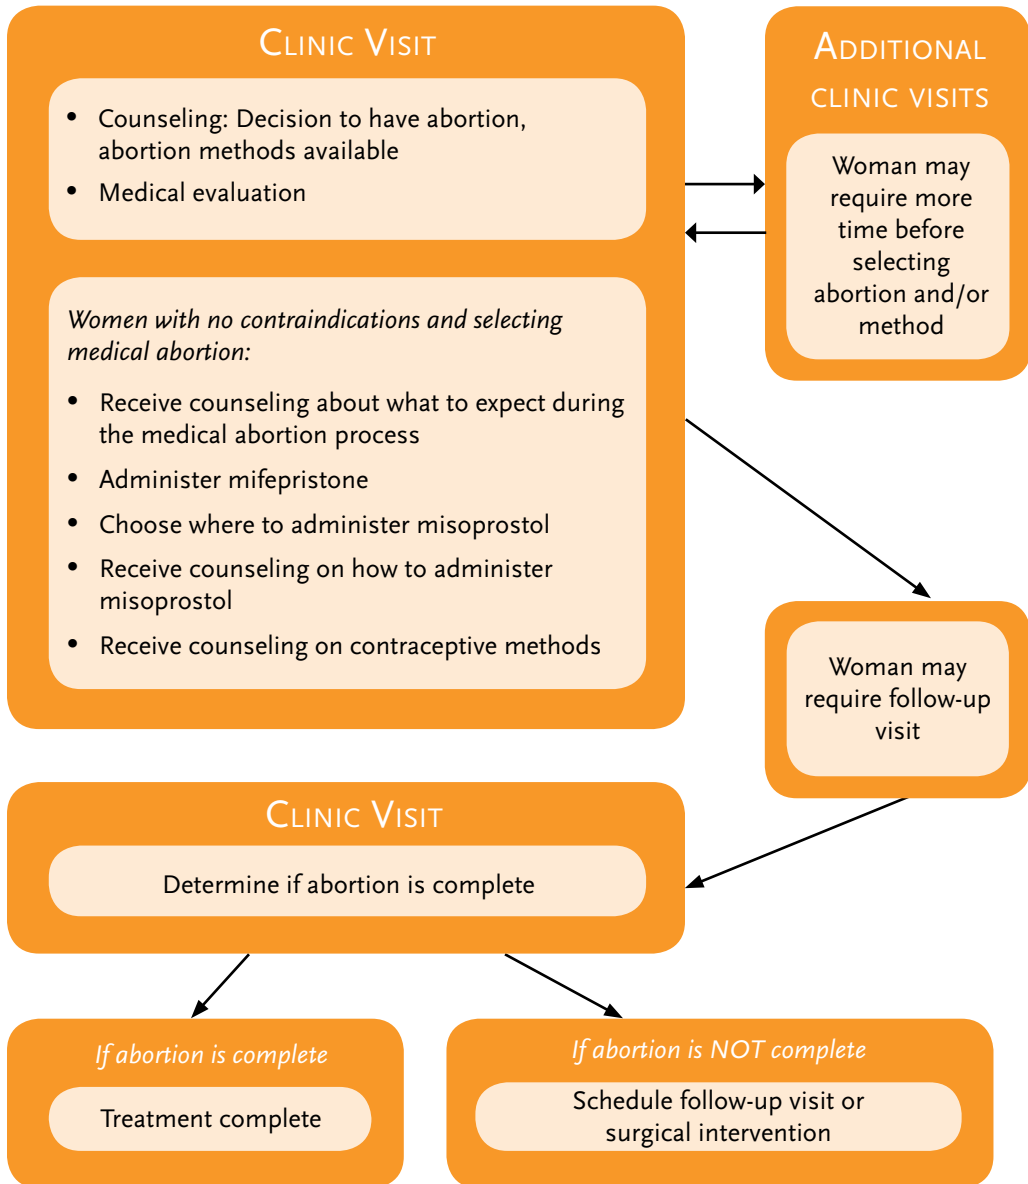 CLINIC VISIT
• Counseling: Decision to have abortion,
abortion methods available
• Medical evaluation
ADDITIONAL
CLINIC VISITS
Woman may
require more
time before
selecting
abortion and/or
method
Women with no contraindications and selecting
medical abortion:
• Receive counseling about what to expect during
the medical abortion process
• Administer mifepristone
• Choose where to administer misoprostol
• Receive counseling on how to administer
misoprostol
• Receive counseling on contraceptive methods
Woman may
require follow-up
visit
CLINIC VISIT
Determine if abortion is complete
If abortion is complete
Treatment complete
If abortion is NOT complete
Schedule follow-up visit or
surgical intervention